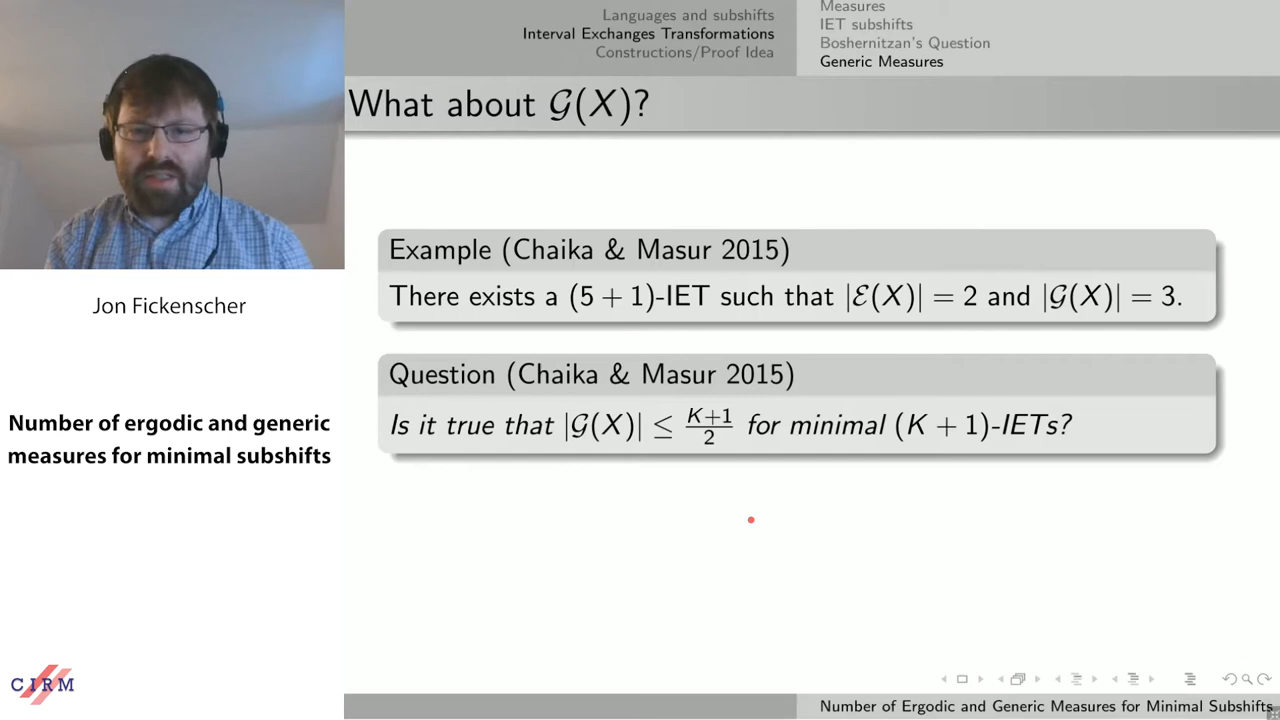 Languages and subshifts
Interval Exchanges Transformations
Constructions/Proof Idea
Measures
IET subshifts
Boshernitzan's Question
Generic Measures
What about 𝒢(X)?
Example (Chaika & Masur 2015)
There exists a (5 + 1)-IET such that |ℰ(X)| = 2 and |𝒢(X)| = 3.
Question (Chaika & Masur 2015)
Is it true that |𝒢(X)| ≤ (K+1)/2 for minimal (K + 1)-IETs?
Jon Fickenscher
Number of ergodic and generic
measures for minimal subshifts
CIRM
Number of Ergodic and Generic Measures for Minimal Subshifts